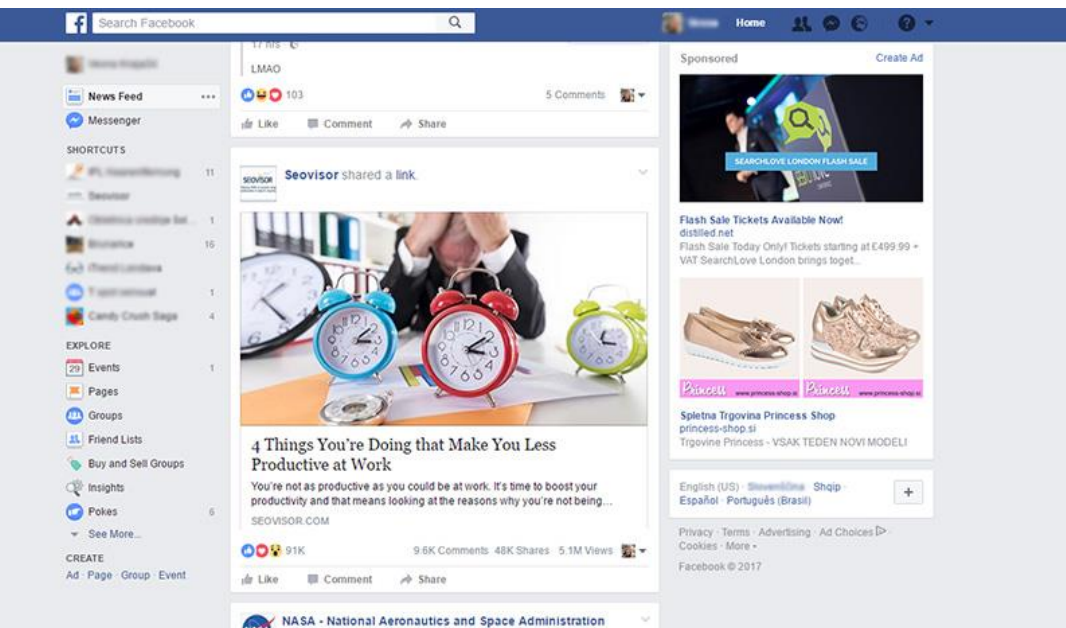 Search Facebook
Home
News Feed
Messenger
SHORTCUTS
11
Seovisor
1
16
1
Candy Crush Saga 4
EXPLORE
29 Events 1
Pages
Groups
Friend Lists
Buy and Sell Groups
Insights
Pokes 6
See More...
CREATE
Ad · Page · Group · Event
17 hrs ·
LMAO
103 5 Comments
Like Comment Share
SEOVISOR
Seovisor shared a link.
4 Things You're Doing that Make You Less
Productive at Work
You're not as productive as you could be at work. It's time to boost your
productivity and that means looking at the reasons why you're not being...
SEOVISOR.COM
91K 9.6K Comments 48K Shares 5.1M Views
Like Comment Share
NASA - National Aeronautics and Space Administration
Sponsored Create Ad
SEARCHLOVE LONDON FLASH SALE
Flash Sale Tickets Available Now!
distilled.net
Flash Sale Today Only! Tickets starting at £499.99 +
VAT SearchLove London brings toget...
Princess www.princess-shop.si Princess www.princess-shop.si
Spletna Trgovina Princess Shop
princess-shop.si
Trgovine Princess - VSAK TEDEN NOVI MODELI
English (US) · Slovenščina · Shqip ·
Español · Português (Brasil)
Privacy · Terms · Advertising · Ad Choices ·
Cookies · More
Facebook © 2017